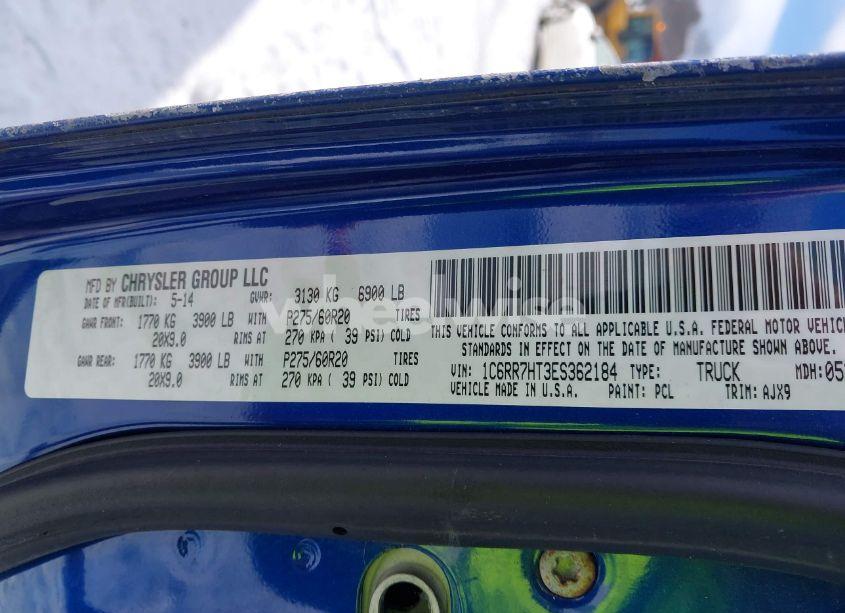 MFD BY CHRYSLER GROUP LLC
DATE OF MFR(BUILT): 5-14 GVWR: 3130 KG 6900 LB
GAWR FRONT: 1770 KG 3900 LB WITH P275/60R20 TIRES
20X9.0 RIMS AT 270 KPA ( 39 PSI) COLD
GAWR REAR: 1770 KG 3900 LB WITH P275/60R20 TIRES
20X9.0 RIMS AT 270 KPA ( 39 PSI) COLD
THIS VEHICLE CONFORMS TO ALL APPLICABLE U.S.A. FEDERAL MOTOR VEHIC
STANDARDS IN EFFECT ON THE DATE OF MANUFACTURE SHOWN ABOVE.
VIN: 1C6RR7HT3ES362184 TYPE: TRUCK MDH: 05
VEHICLE MADE IN U.S.A. PAINT: PCL TRIM: AJX9